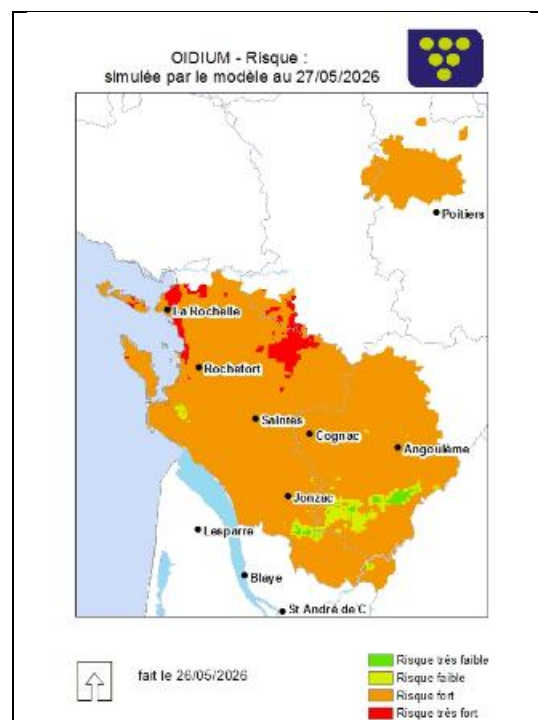 OIDIUM - Risque :
simulée par le modèle au 27/05/2026
Poitiers
La Rochelle
Rochefort
Saintes
Cognac
Angoulême
Jonzac
Lesparre
Blaye
St André de C
fait le 26/05/2026
Risque très faible
Risque faible
Risque fort
Risque très fort